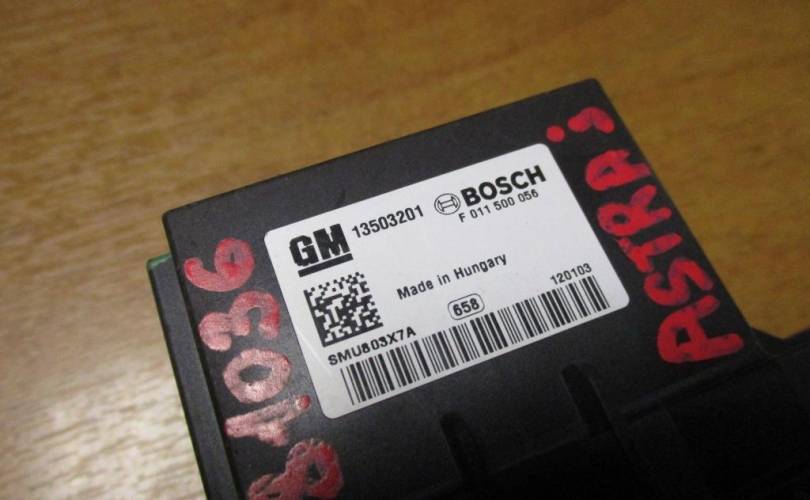 GM 13503201 BOSCH
F 011 500 056
Made in Hungary
SMU803X7A 658 120103
81036
ASTRA J